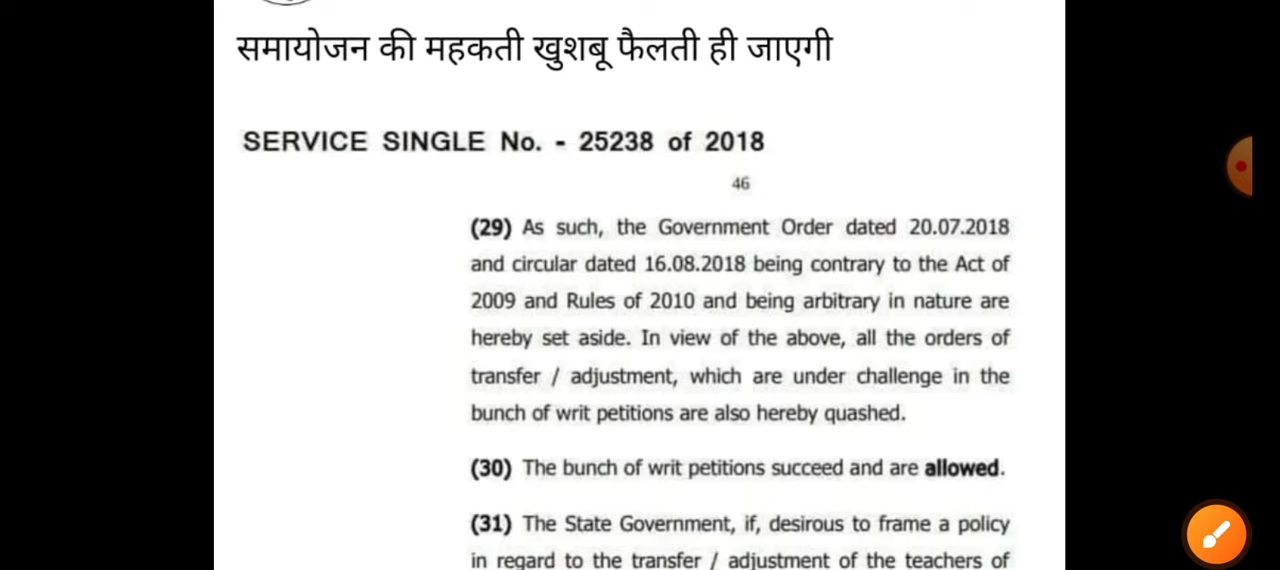 समायोजन की महकती खुशबू फैलती ही जाएगी
SERVICE SINGLE No. - 25238 of 2018
46
(29) As such, the Government Order dated 20.07.2018
and circular dated 16.08.2018 being contrary to the Act of
2009 and Rules of 2010 and being arbitrary in nature are
hereby set aside. In view of the above, all the orders of
transfer / adjustment, which are under challenge in the
bunch of writ petitions are also hereby quashed.
(30) The bunch of writ petitions succeed and are allowed.
(31) The State Government, if, desirous to frame a policy
in regard to the transfer / adjustment of the teachers of